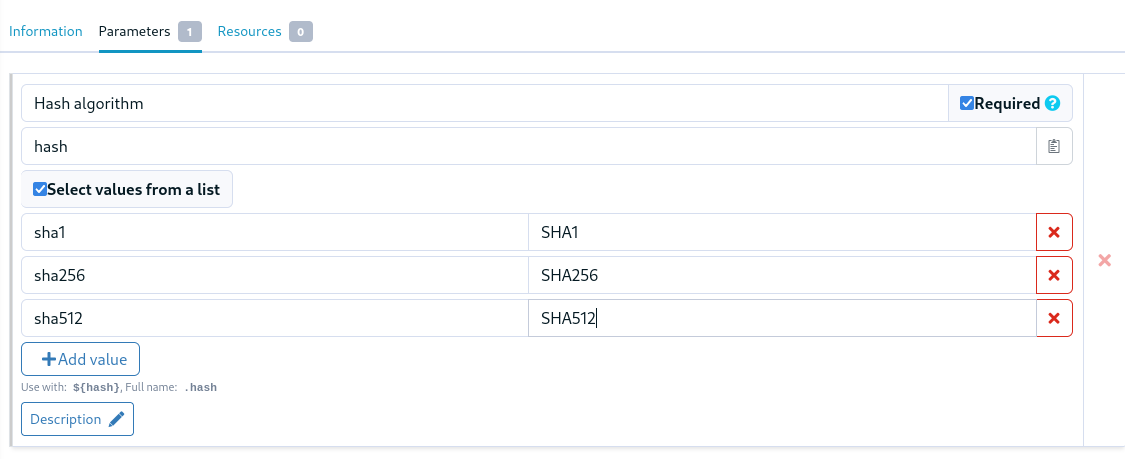 Information Parameters 1 Resources 0
Hash algorithm Required ?
hash
Select values from a list
sha1 SHA1
sha256 SHA256
sha512 SHA512
Add value
Use with: ${hash}, Full name: .hash
Description